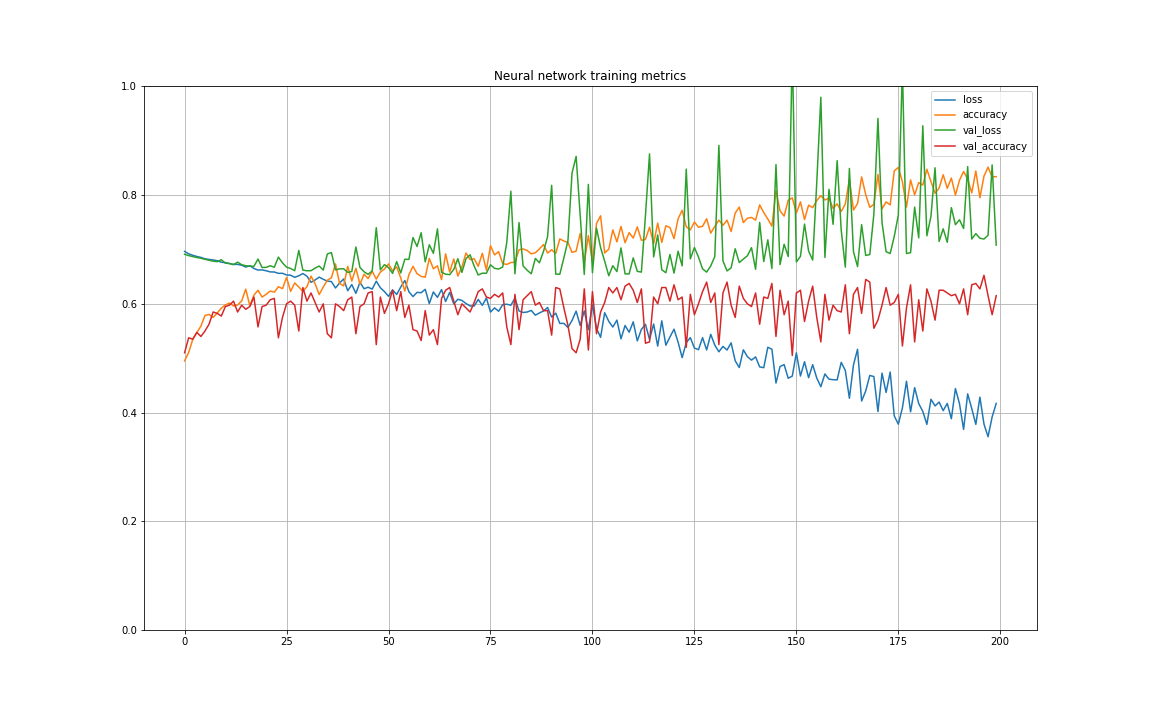 Neural network training metrics
loss
accuracy
val_loss
val_accuracy
1.0
0.8
0.6
0.4
0.2
0.0
0 25 50 75 100 125 150 175 200